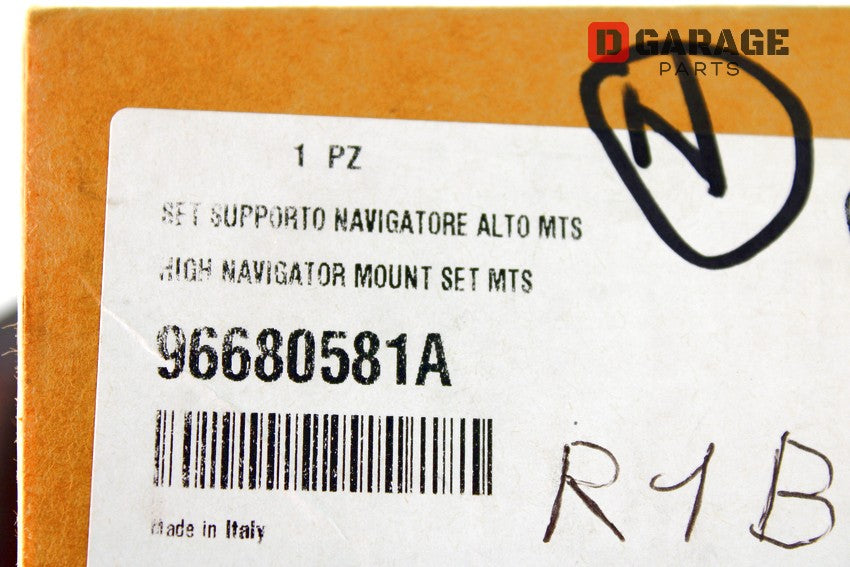 D GARAGE
PARTS
N
1 PZ
SET SUPPORTO NAVIGATORE ALTO MTS
HIGH NAVIGATOR MOUNT SET MTS
96680581A
Made in Italy
R1B